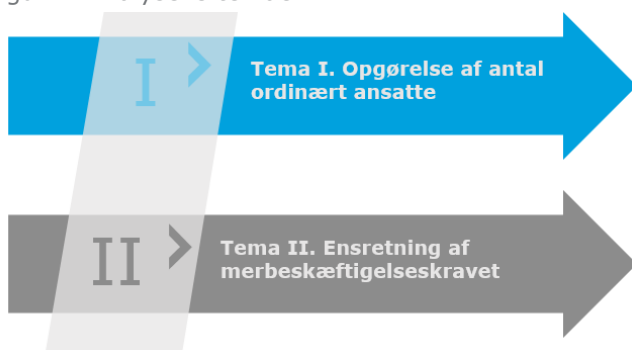 I
Tema I. Opgørelse af antal
ordinært ansatte
II
Tema II. Ensretning af
merbeskæftigelseskravet